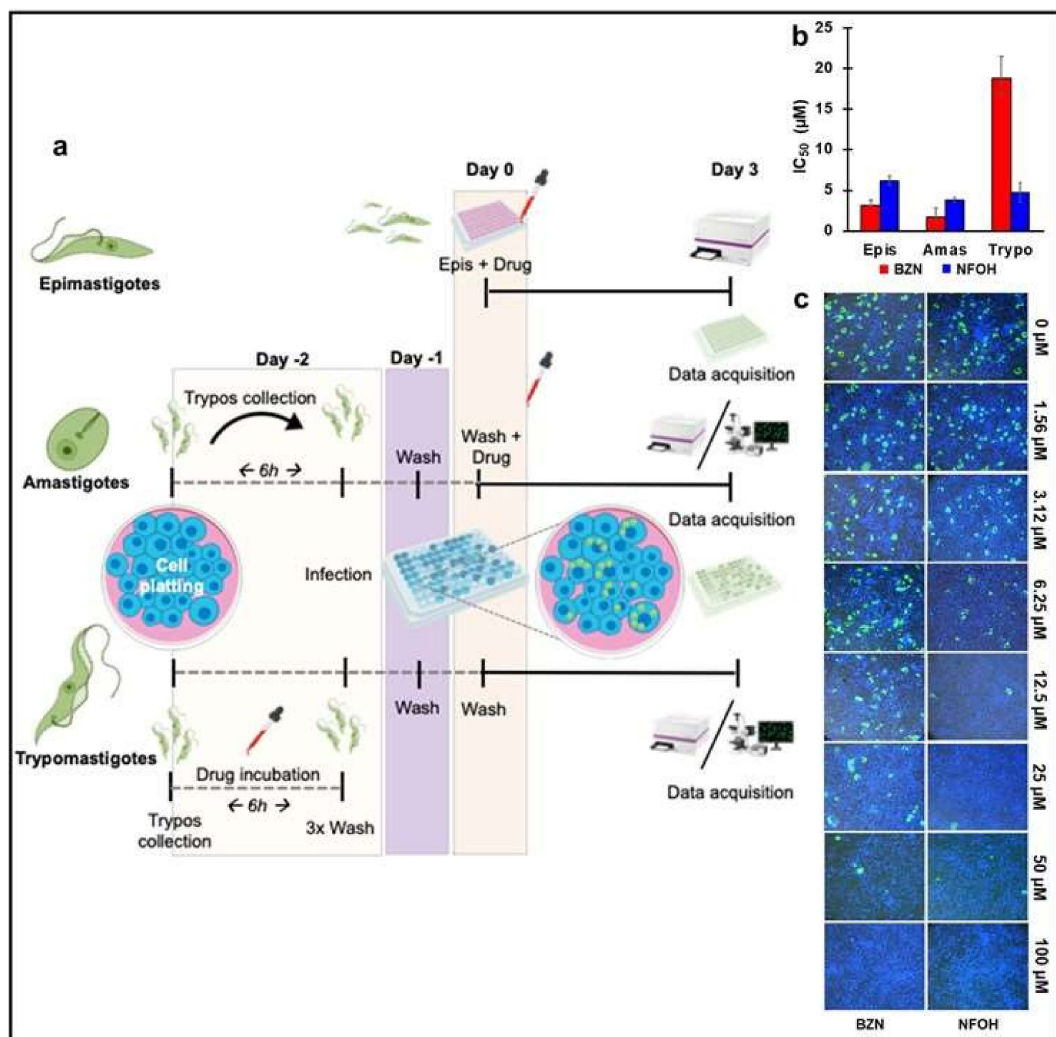 a
Epimastigotes
Day 0
Day 3
Epis + Drug
Data acquisition
Day -2
Day -1
Trypos collection
← 6h →
Amastigotes
Wash
Wash +
Drug
Data acquisition
Cell
platting
Infection
Trypomastigotes
Wash
Wash
Drug incubation
← 6h →
Trypos
collection
3x Wash
Data acquisition
b
IC50 (µM)
25
20
15
10
5
0
Epis Amas Trypo
BZN NFOH
c
0 µM
1.56 µM
3.12 µM
6.25 µM
12.5 µM
25 µM
50 µM
100 µM
BZN NFOH